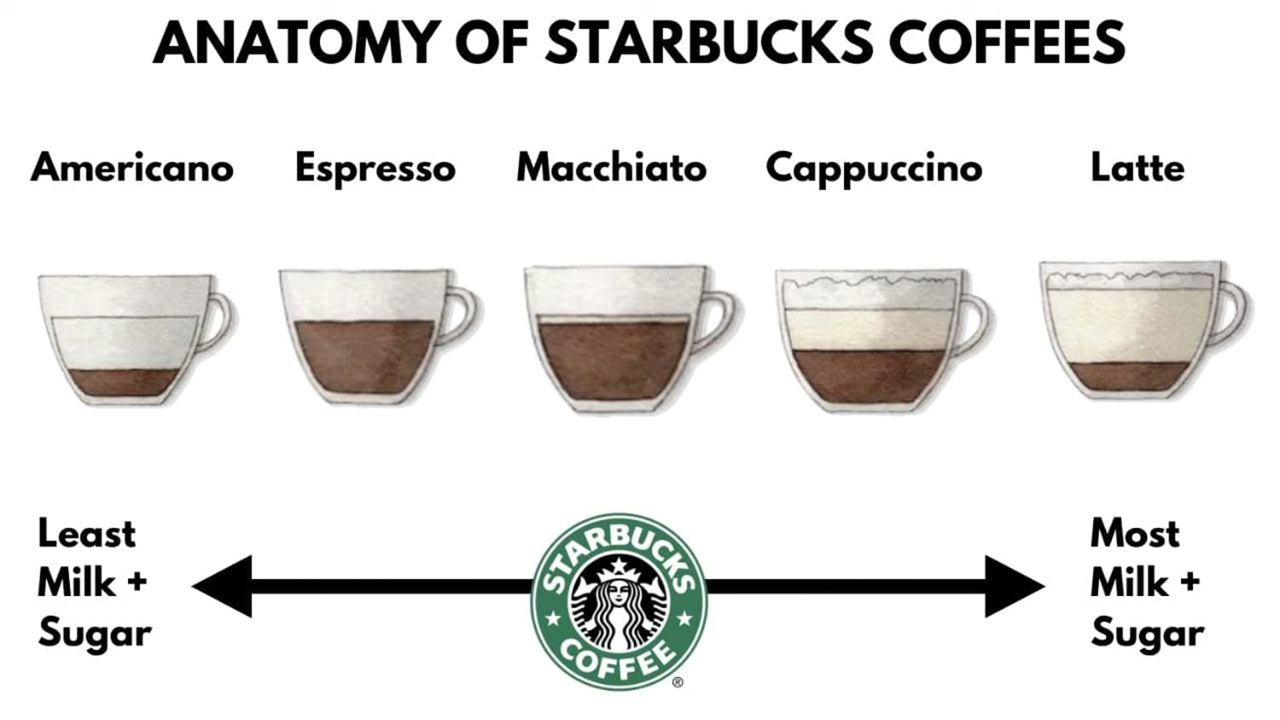 ANATOMY OF STARBUCKS COFFEES
Americano
Espresso
Macchiato
Cappuccino
Latte
Least
Milk +
Sugar
STARBUCKS
COFFEE
®
Most
Milk +
Sugar